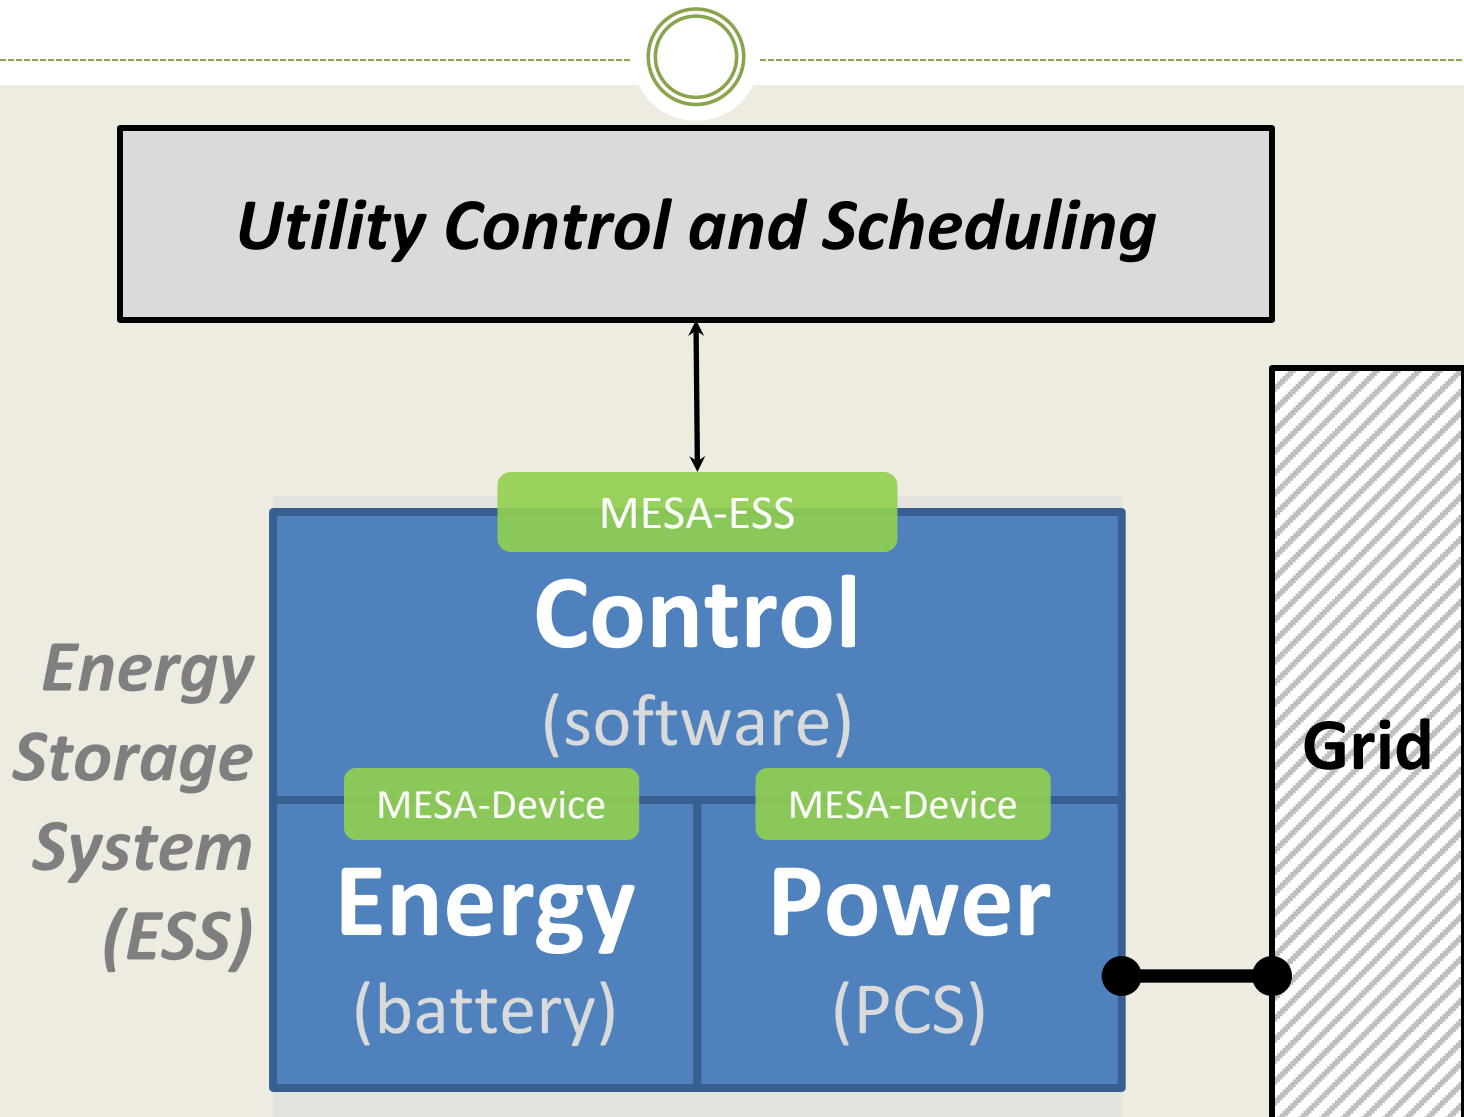 Utility Control and Scheduling
MESA-ESS
Control
(software)
Energy
Storage
System
(ESS)
MESA-Device
MESA-Device
Energy
(battery)
Power
(PCS)
Grid